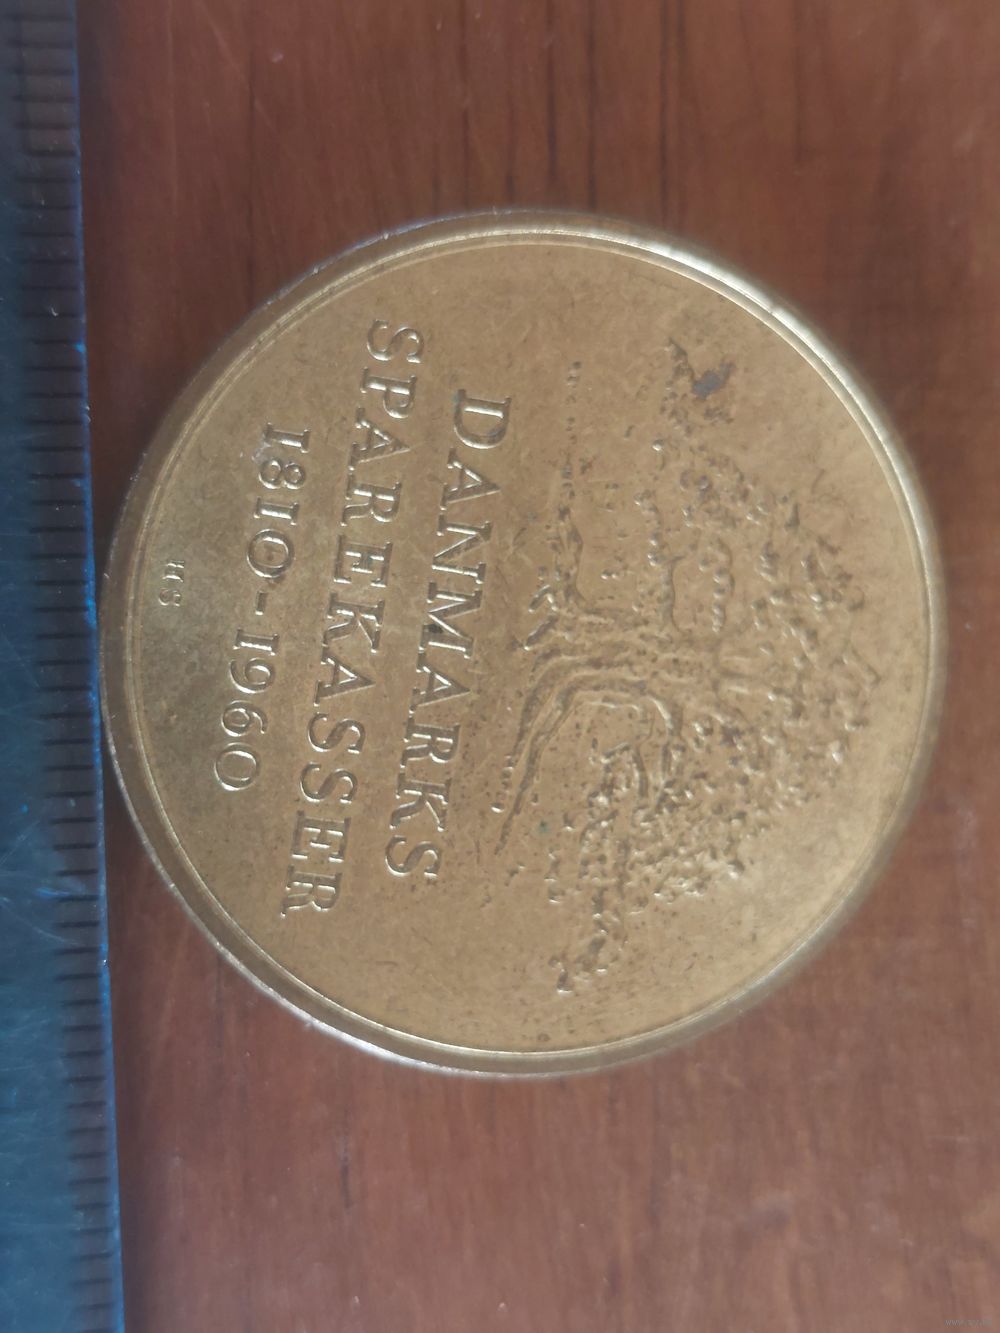 DANMARKS
SPAREKASSER
1810-1960
HS